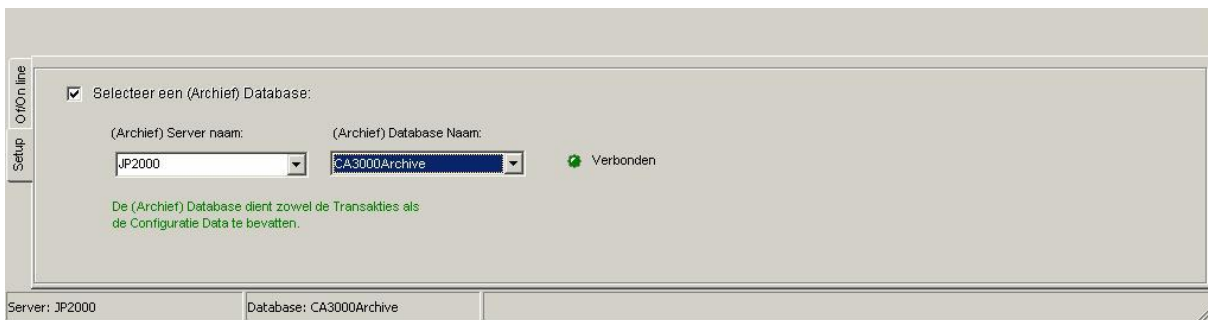 Of/On line
Setup
Selecteer een (Archief) Database:
(Archief) Server naam: (Archief) Database Naam:
JP2000 CA3000Archive Verbonden
De (Archief) Database dient zowel de Transakties als
de Configuratie Data te bevatten.
Server: JP2000 Database: CA3000Archive